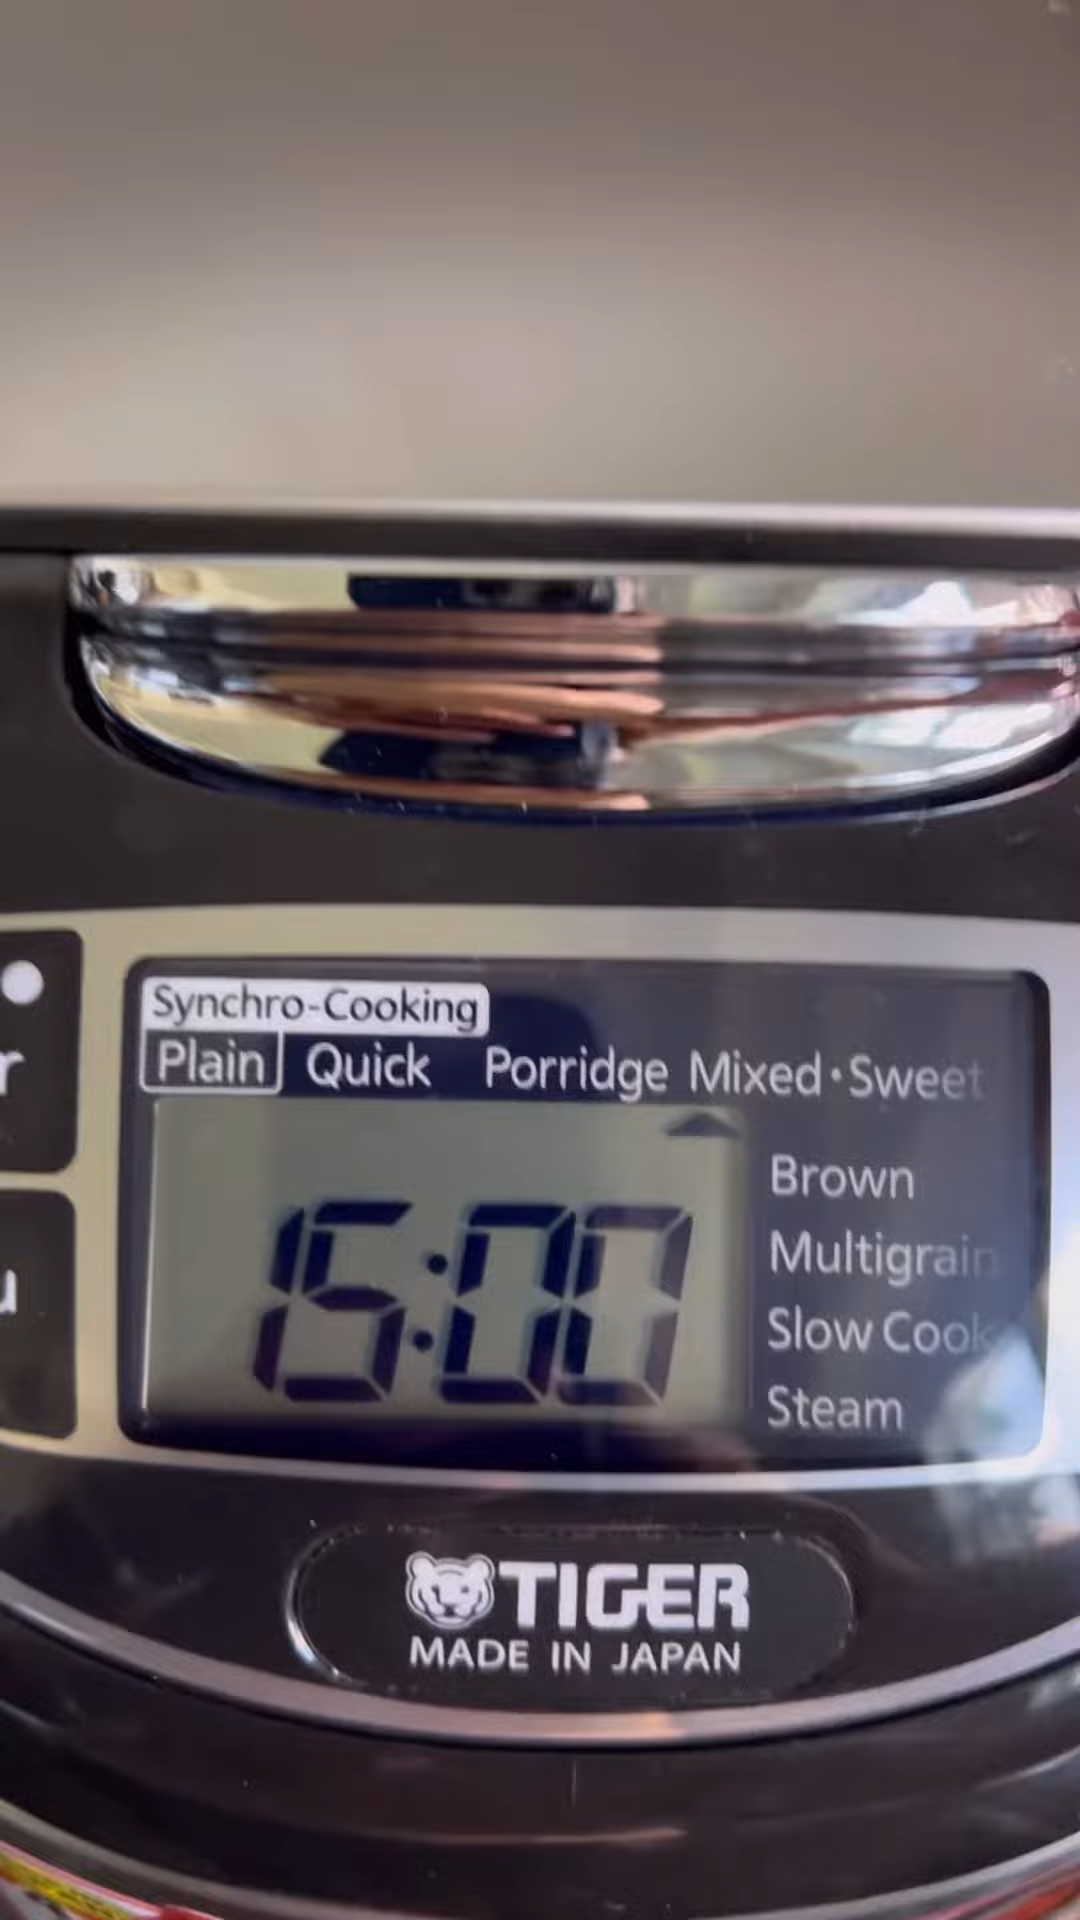 Synchro-Cooking
Plain Quick Porridge Mixed・Sweet
Brown
15:00
Multigrain
Slow Cook
Steam
TIGER
MADE IN JAPAN